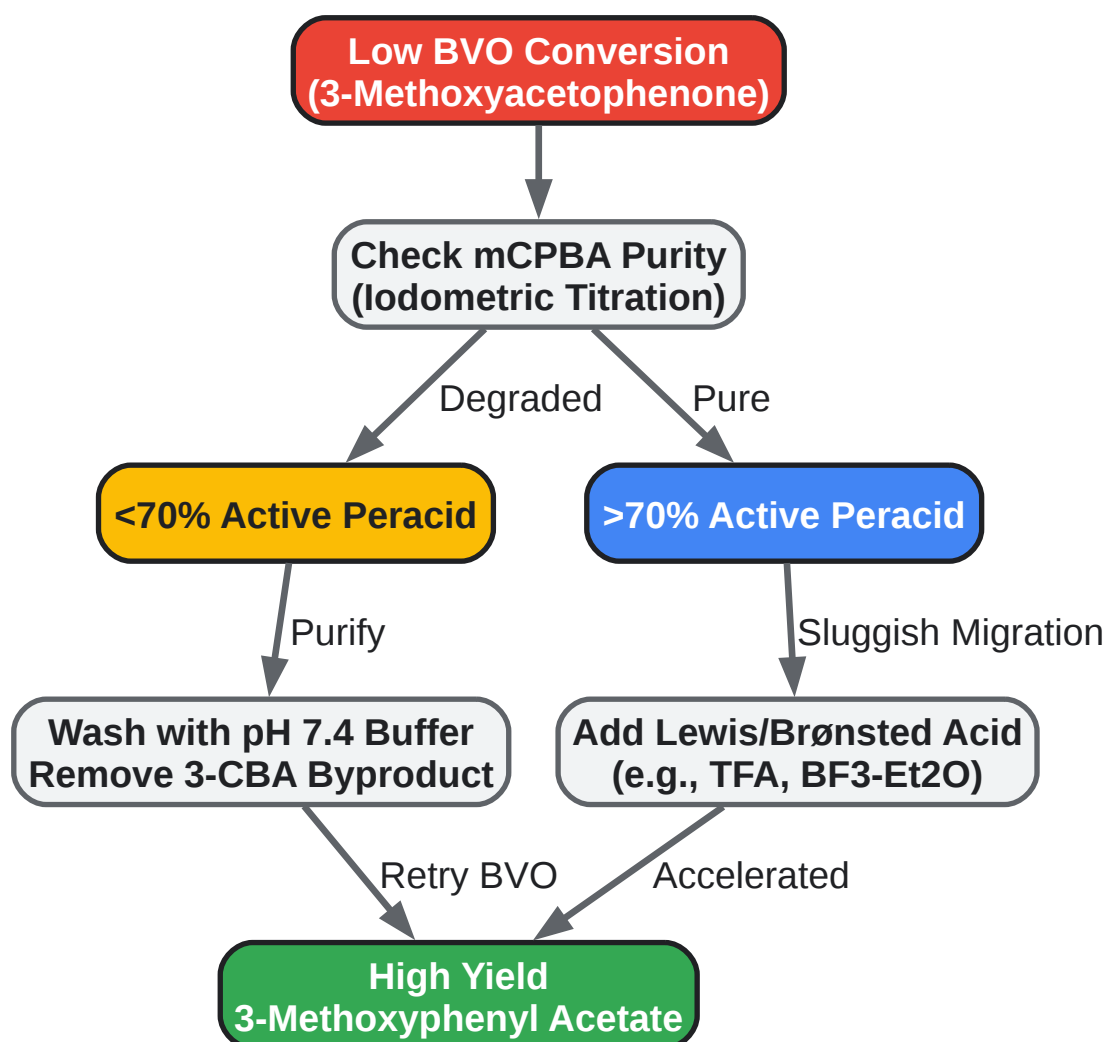 Low BVO Conversion
(3-Methoxyacetophenone)
Check mCPBA Purity
(Iodometric Titration)
Degraded
Pure
<70% Active Peracid
>70% Active Peracid
Purify
Sluggish Migration
Wash with pH 7.4 Buffer
Remove 3-CBA Byproduct
Add Lewis/Brønsted Acid
(e.g., TFA, BF3-Et2O)
Retry BVO
Accelerated
High Yield
3-Methoxyphenyl Acetate